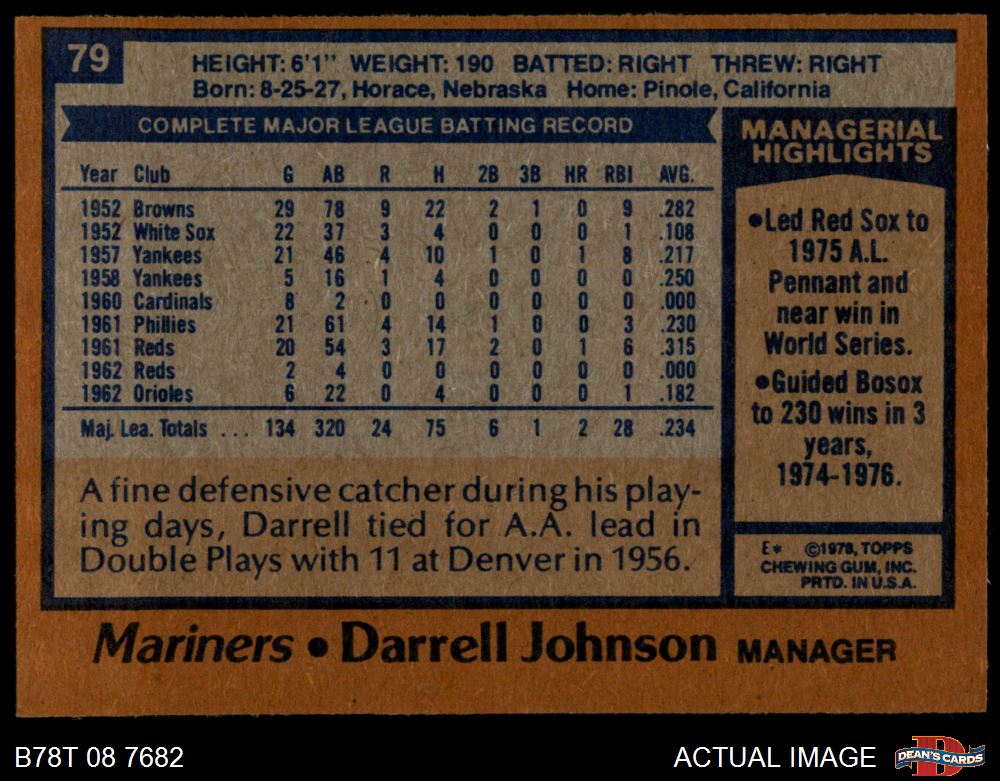 79
HEIGHT: 6'1" WEIGHT: 190 BATTED: RIGHT THREW: RIGHT
Born: 8-25-27, Horace, Nebraska Home: Pinole, California
COMPLETE MAJOR LEAGUE BATTING RECORD
Year Club G AB R H 2B 3B HR RBI AVG.
1952 Browns 29 78 9 22 2 1 0 9 .282
1952 White Sox 22 37 3 4 0 0 0 1 .108
1957 Yankees 21 46 4 10 1 0 1 8 .217
1958 Yankees 5 16 1 4 0 0 0 0 .250
1960 Cardinals 8 2 0 0 0 0 0 0 .000
1961 Phillies 21 61 4 14 1 0 0 3 .230
1961 Reds 20 54 3 17 2 0 1 6 .315
1962 Reds 2 4 0 0 0 0 0 0 .000
1962 Orioles 6 22 0 4 0 0 0 1 .182
Maj. Lea. Totals ... 134 320 24 75 6 1 2 28 .234
A fine defensive catcher during his play-
ing days, Darrell tied for A.A. lead in
Double Plays with 11 at Denver in 1956.
MANAGERIAL
HIGHLIGHTS
•Led Red Sox to
1975 A.L.
Pennant and
near win in
World Series.
•Guided Bosox
to 230 wins in 3
years,
1974-1976.
E* ©1978, TOPPS
CHEWING GUM, INC.
PRTD. IN U.S.A.
Mariners • Darrell Johnson MANAGER
B78T 08 7682
ACTUAL IMAGE
D
DEAN'S CARDS